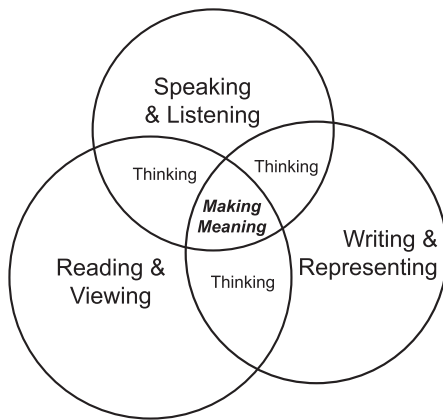 Speaking
& Listening
Thinking
Thinking
Making
Meaning
Writing &
Representing
Reading &
Viewing
Thinking